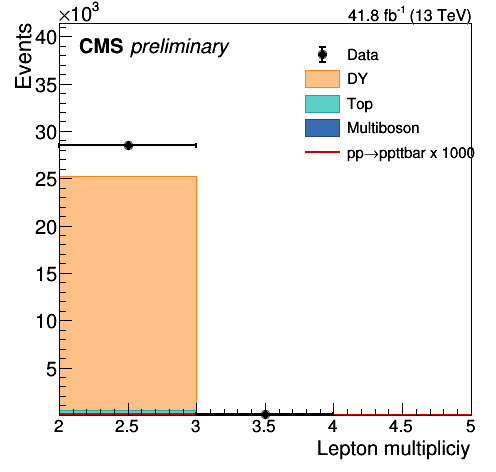 ×10³
41.8 fb⁻¹ (13 TeV)
Events
CMS preliminary
Data
DY
Top
Multiboson
pp→ppttbar x 1000
40
35
30
25
20
15
10
5
2 2.5 3 3.5 4 4.5 5
Lepton multipliciy